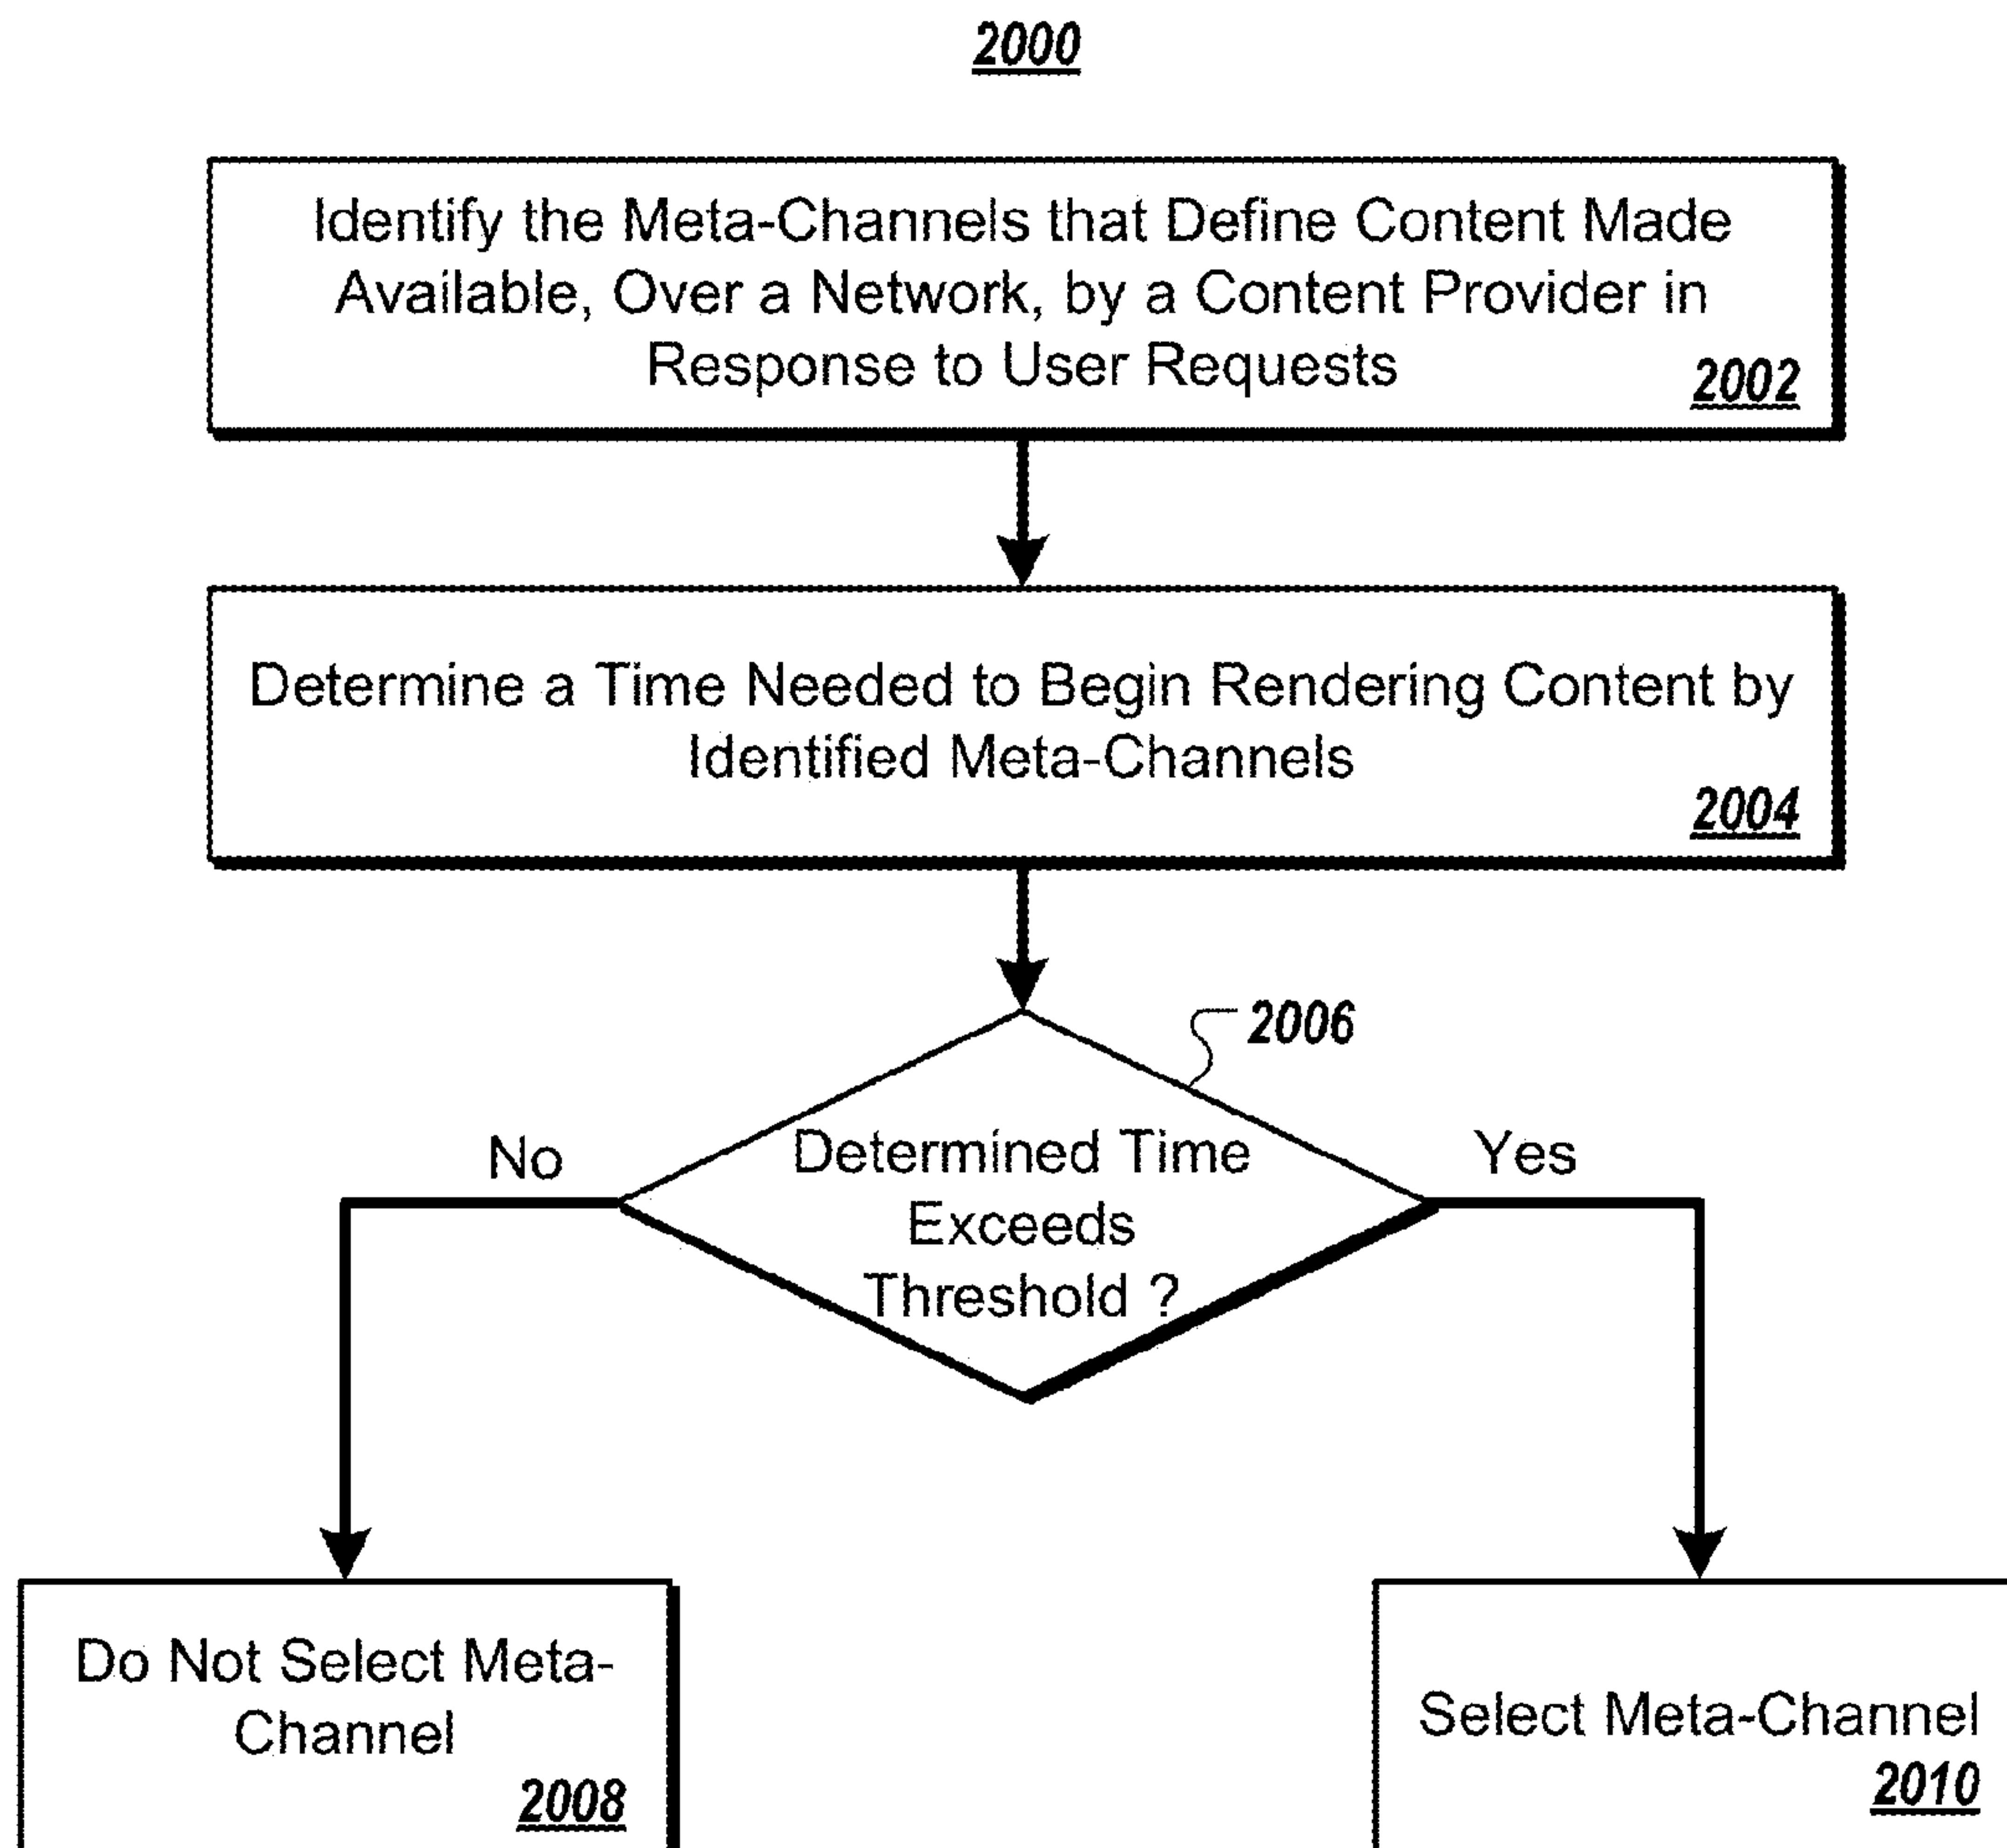 2000
Identify the Meta-Channels that Define Content Made
Available, Over a Network, by a Content Provider in
Response to User Requests
2002
Determine a Time Needed to Begin Rendering Content by
Identified Meta-Channels
2004
2006
No
Determined Time
Exceeds
Threshold ?
Yes
Do Not Select Meta-
Channel
2008
Select Meta-Channel
2010